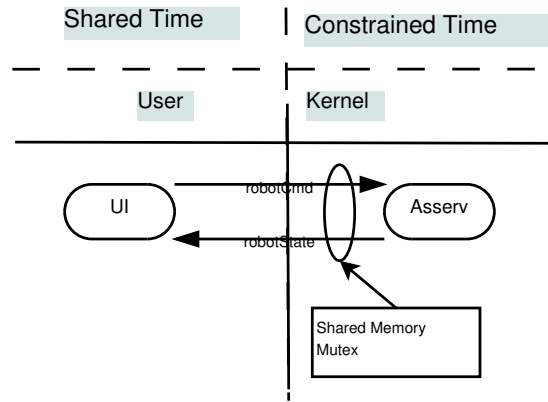 Shared Time
Constrained Time
User
Kernel
robotCmd
UI
Asserv
robotState
Shared Memory
Mutex